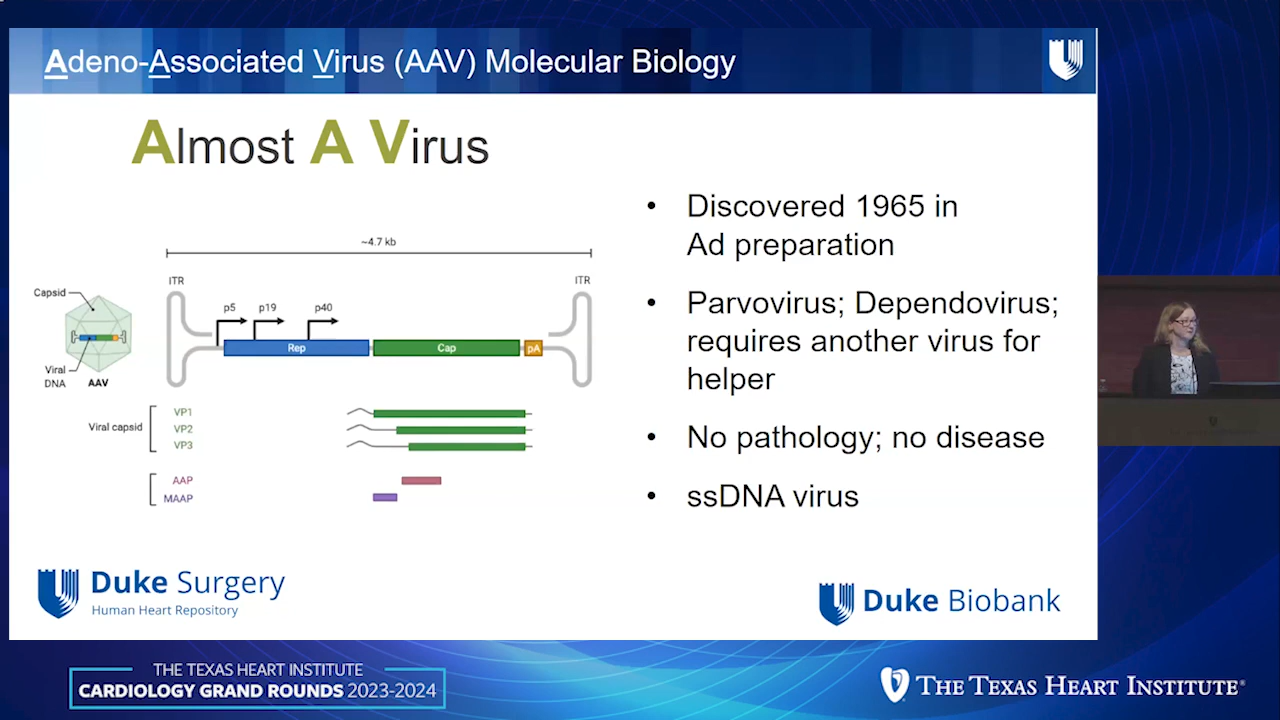 Adeno-Associated Virus (AAV) Molecular Biology
Almost A Virus
~4.7 kb
ITR
ITR
Capsid
p5
p19
p40
Rep
Cap
pA
Viral
DNA
AAV
Viral capsid
VP1
VP2
VP3
AAP
MAAP
• Discovered 1965 in
Ad preparation
• Parvovirus; Dependovirus;
requires another virus for
helper
• No pathology; no disease
• ssDNA virus
Duke Surgery
Human Heart Repository
Duke Biobank
THE TEXAS HEART INSTITUTE
CARDIOLOGY GRAND ROUNDS 2023-2024
THE TEXAS HEART INSTITUTE®